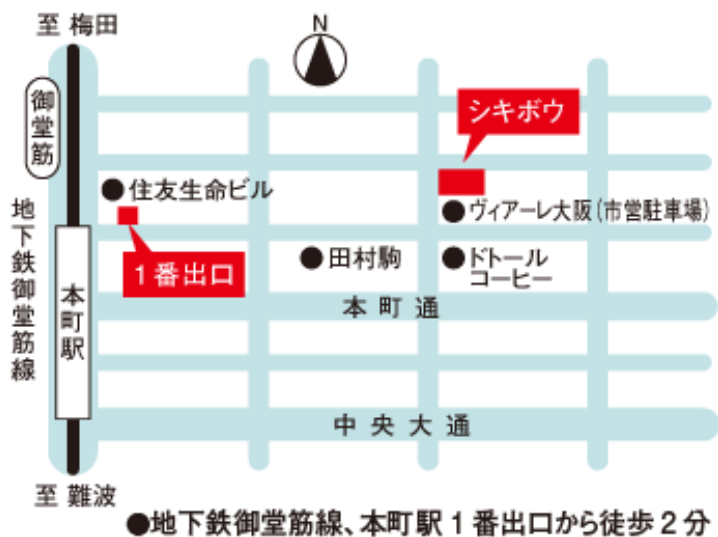 至 梅田
N
御堂筋
シキボウ
住友生命ビル
ヴィアーレ大阪(市営駐車場)
地下鉄御堂筋線
1番出口
田村駒
ドトール
コーヒー
本町駅
本町通
中央大通
至 難波
●地下鉄御堂筋線、本町駅1番出口から徒歩2分